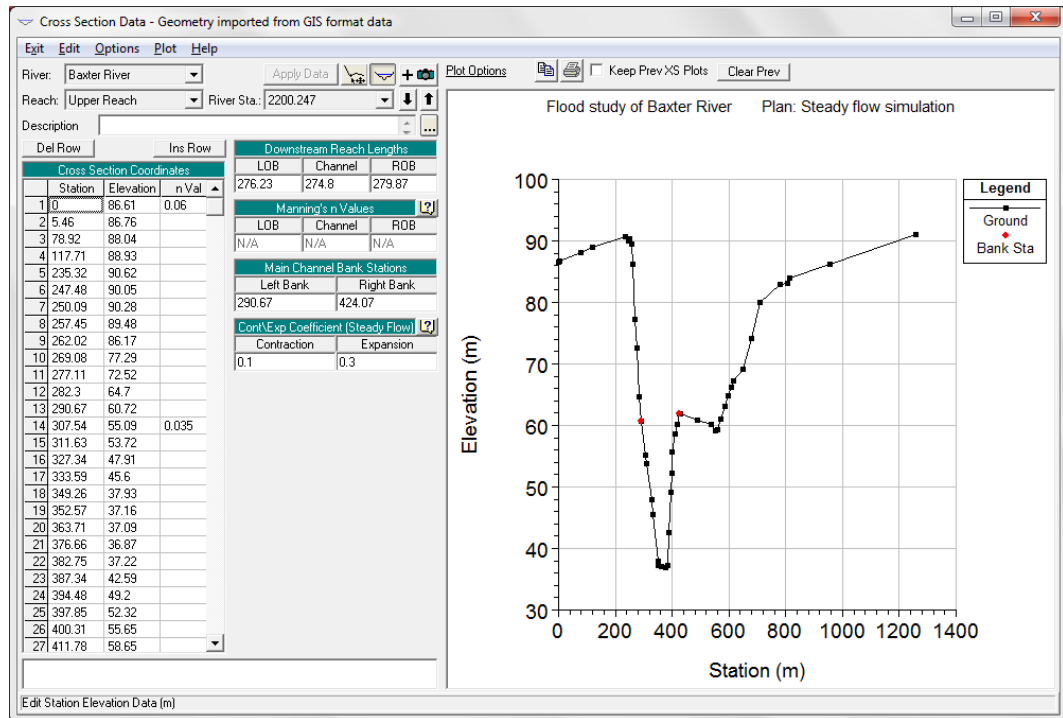 Cross Section Data - Geometry imported from GIS format data
Exit Edit Options Plot Help
River: Baxter River Apply Data Plot Options Keep Prev XS Plots Clear Prev
Reach: Upper Reach River Sta.: 2200.247
Description ...
Del Row Ins Row
Cross Section Coordinates
Station Elevation n Val
1 0 86.61 0.06
2 5.46 86.76
3 78.92 88.04
4 117.71 88.93
5 235.32 90.62
6 247.48 90.05
7 250.09 90.28
8 257.45 89.48
9 262.02 86.17
10 269.08 77.29
11 277.11 72.52
12 282.3 64.7
13 290.67 60.72
14 307.54 55.09 0.035
15 311.63 53.72
16 327.34 47.91
17 333.59 45.6
18 349.26 37.93
19 352.57 37.16
20 363.71 37.09
21 376.66 36.87
22 382.75 37.22
23 387.34 42.59
24 394.48 49.2
25 397.85 52.32
26 400.31 55.65
27 411.78 58.65
Downstream Reach Lengths
LOB Channel ROB
276.23 274.8 279.87
Manning's n Values
LOB Channel ROB
N/A N/A N/A
Main Channel Bank Stations
Left Bank Right Bank
290.67 424.07
Cont\Exp Coefficient (Steady Flow)
Contraction Expansion
0.1 0.3
Flood study of Baxter River Plan: Steady flow simulation
100
90
80
70
60
50
40
30
Elevation (m)
0 200 400 600 800 1000 1200 1400
Station (m)
Legend
Ground
Bank Sta
Edit Station Elevation Data (m)